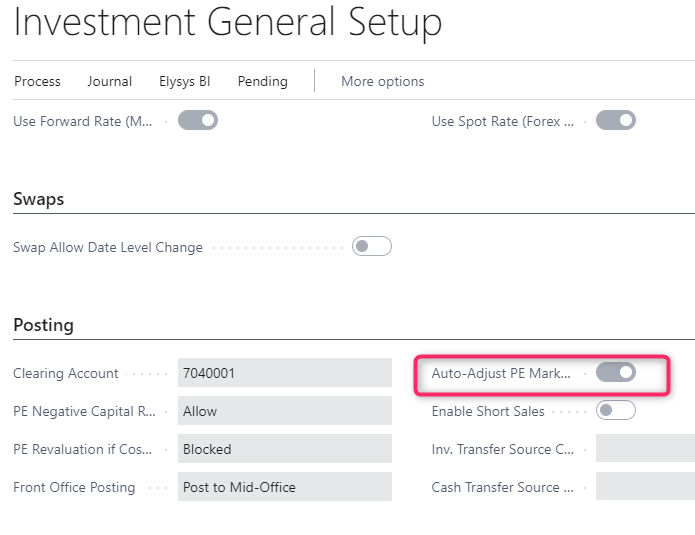 Investment General Setup
Process Journal Elysys BI Pending More options
Use Forward Rate (M... Use Spot Rate (Forex ...
Swaps
Swap Allow Date Level Change
Posting
Clearing Account 7040001 Auto-Adjust PE Mark...
PE Negative Capital R... Allow Enable Short Sales
PE Revaluation if Cos... Blocked Inv. Transfer Source C...
Front Office Posting Post to Mid-Office Cash Transfer Source ...